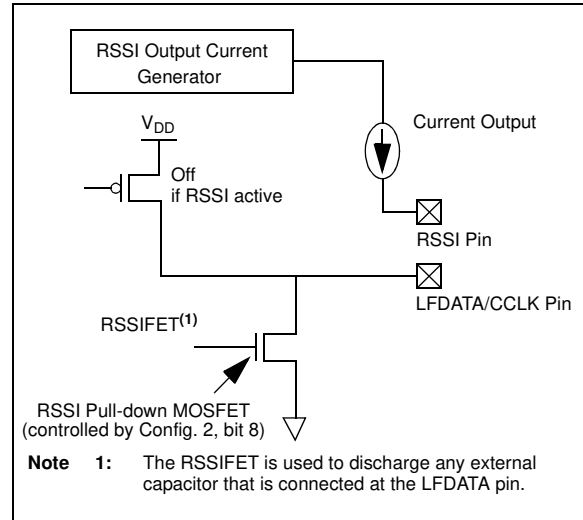 RSSI Output Current
Generator
V_DD
Current Output
Off
if RSSI active
RSSI Pin
LFDATA/CCLK Pin
RSSIFET(1)
RSSI Pull-down MOSFET
(controlled by Config. 2, bit 8)
Note 1: The RSSIFET is used to discharge any external
capacitor that is connected at the LFDATA pin.